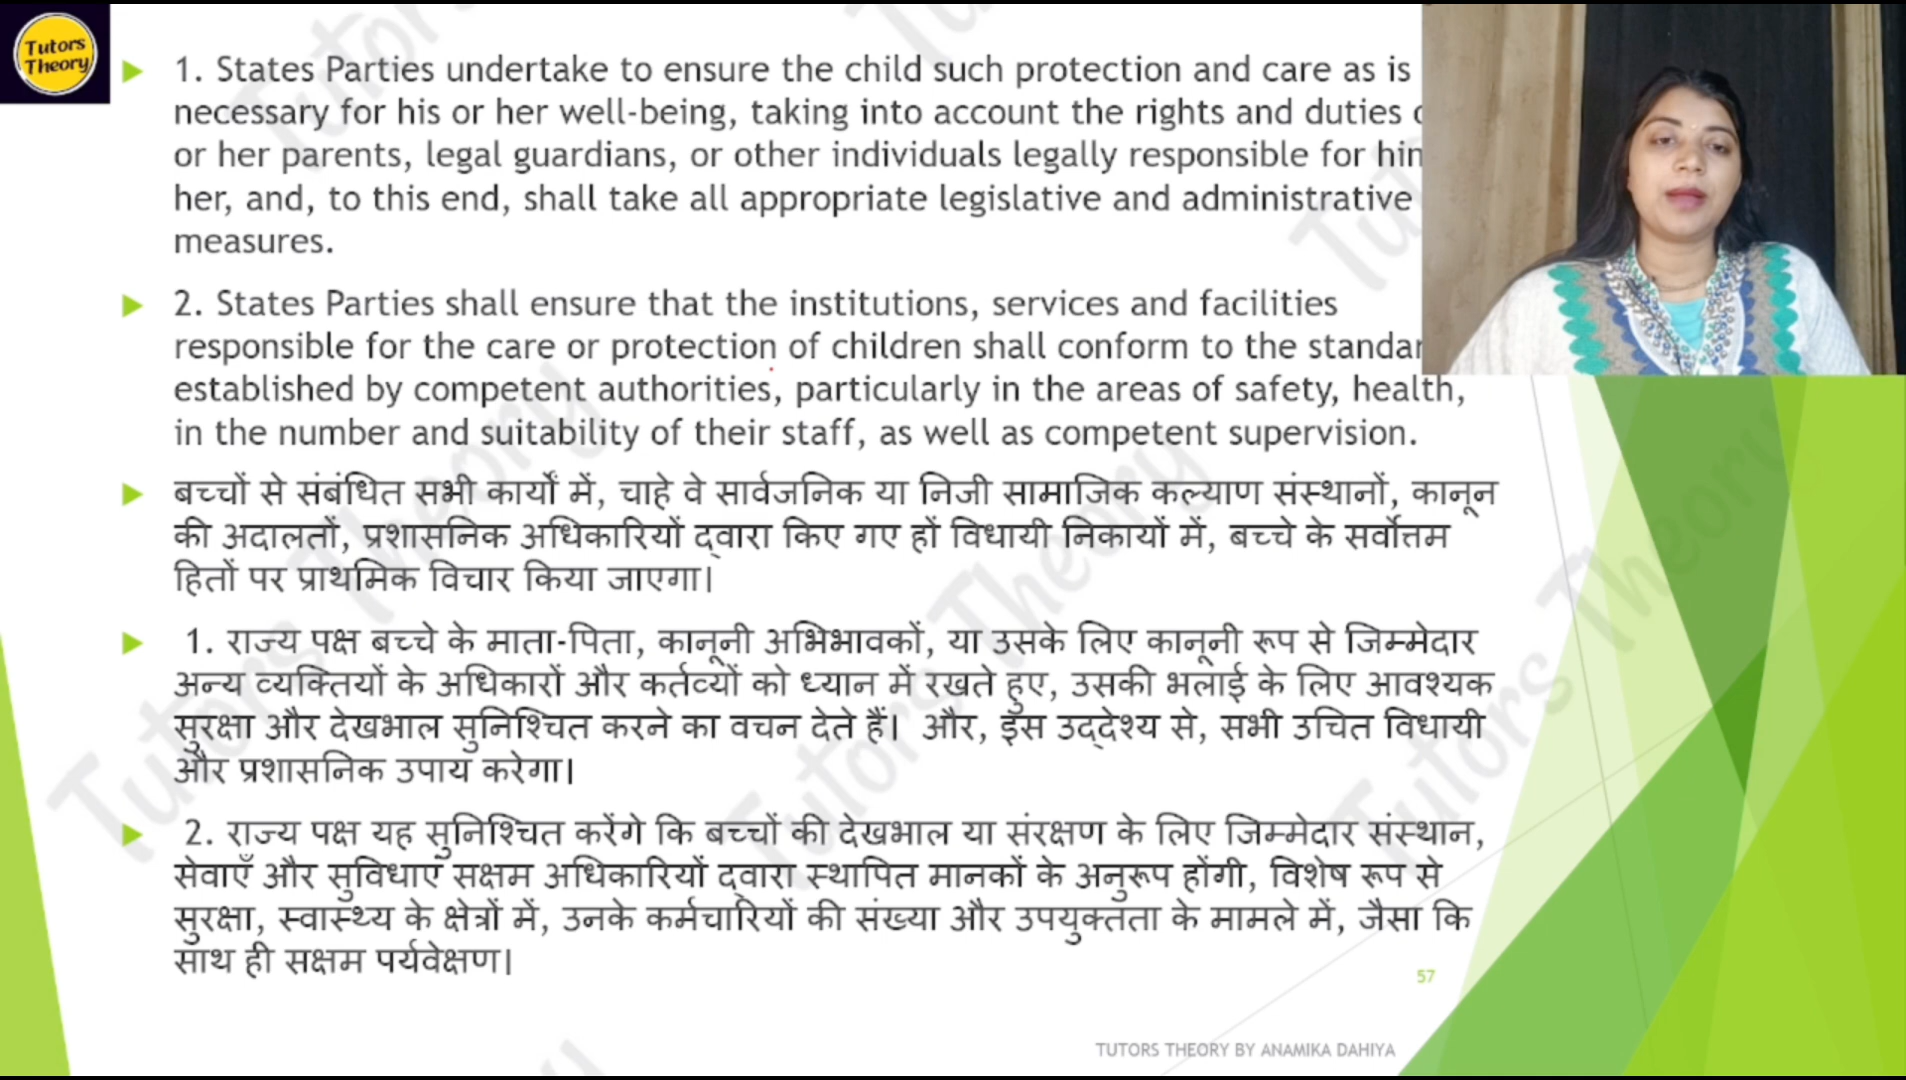 Tutors
Theory
1. States Parties undertake to ensure the child such protection and care as is
necessary for his or her well-being, taking into account the rights and duties
or her parents, legal guardians, or other individuals legally responsible for
her, and, to this end, shall take all appropriate legislative and administrative
measures.
2. States Parties shall ensure that the institutions, services and facilities
responsible for the care or protection of children shall conform to the
established by competent authorities, particularly in the areas of safety, health,
in the number and suitability of their staff, as well as competent supervision.
बच्चों से संबंधित सभी कार्यों में, चाहे वे सार्वजनिक या निजी सामाजिक कल्याण संस्थानों, कानून
की अदालतों, प्रशासनिक अधिकारियों द्वारा किए गए हों विधायी निकायों में, बच्चे के सर्वोत्तम
हितों पर प्राथमिक विचार किया जाएगा।
1. राज्य पक्ष बच्चे के माता-पिता, कानूनी अभिभावकों, या उसके लिए कानूनी रूप से जिम्मेदार
अन्य व्यक्तियों के अधिकारों और कर्तव्यों को ध्यान में रखते हुए, उसकी भलाई के लिए आवश्यक
सुरक्षा और देखभाल सुनिश्चित करने का वचन देते हैं। और, इस उद्देश्य से, सभी उचित विधायी
और प्रशासनिक उपाय करेगा।
2. राज्य पक्ष यह सुनिश्चित करेंगे कि बच्चों की देखभाल या संरक्षण के लिए जिम्मेदार संस्थान,
सेवाएँ और सुविधाएं सक्षम अधिकारियों द्वारा स्थापित मानकों के अनुरूप होंगी, विशेष रूप से
सुरक्षा, स्वास्थ्य के क्षेत्रों में, उनके कर्मचारियों की संख्या और उपयुक्तता के मामले में, जैसा कि
साथ ही सक्षम पर्यवेक्षण।
57
TUTORS THEORY BY ANAMIKA DAHIYA